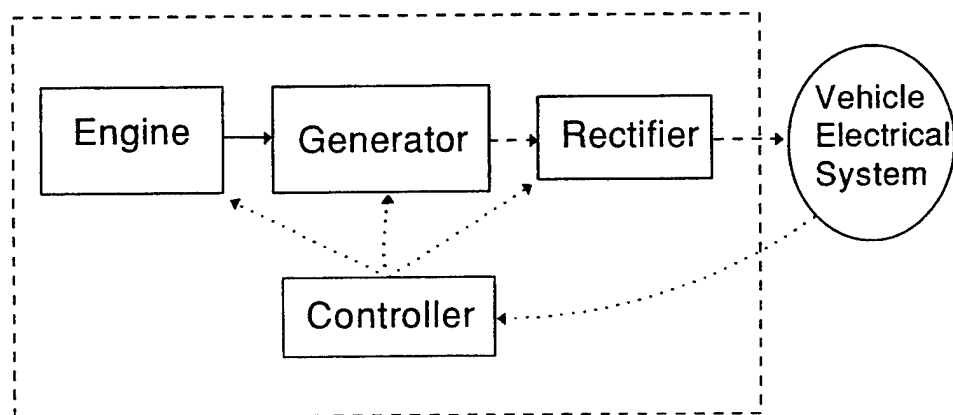 Engine
Generator
Rectifier
Vehicle
Electrical
System
Controller